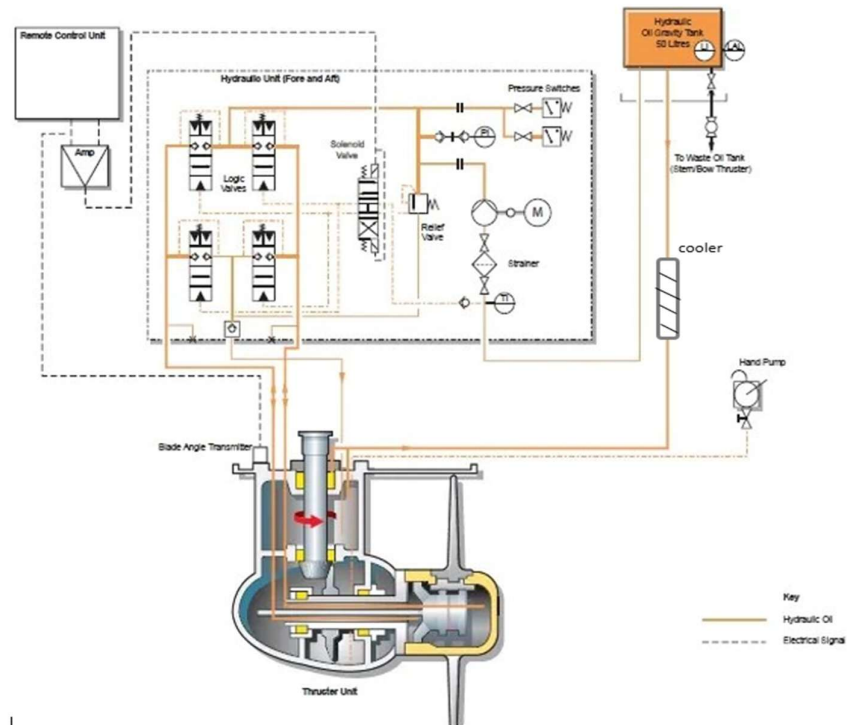 Remote Control Unit
Amp
Hydraulic Unit (Fore and Aft)
Logic
Valves
Solenoid
Valve
Relief
Valve
Pressure Switches
PI
M
Strainer
TI
Hydraulic
Oil Gravity Tank
50 Litres
LI
LAL
To Waste Oil Tank
(Stern/Bow Thruster)
cooler
Hand Pump
Blade Angle Transmitter
Thruster Unit
Key
Hydraulic Oil
Electrical Signal